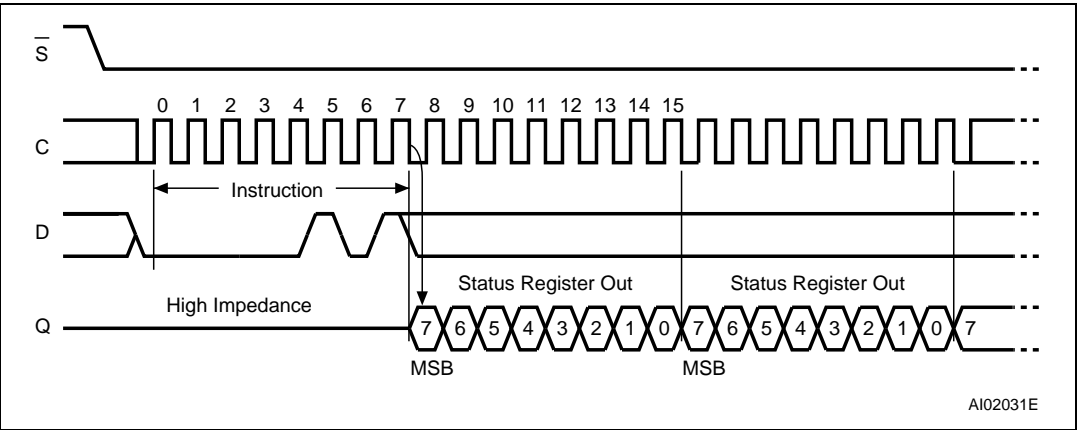 S
0 1 2 3 4 5 6 7 8 9 10 11 12 13 14 15
C
Instruction
D
Status Register Out Status Register Out
High Impedance
Q 7 6 5 4 3 2 1 0 7 6 5 4 3 2 1 0 7
MSB MSB
AI02031E